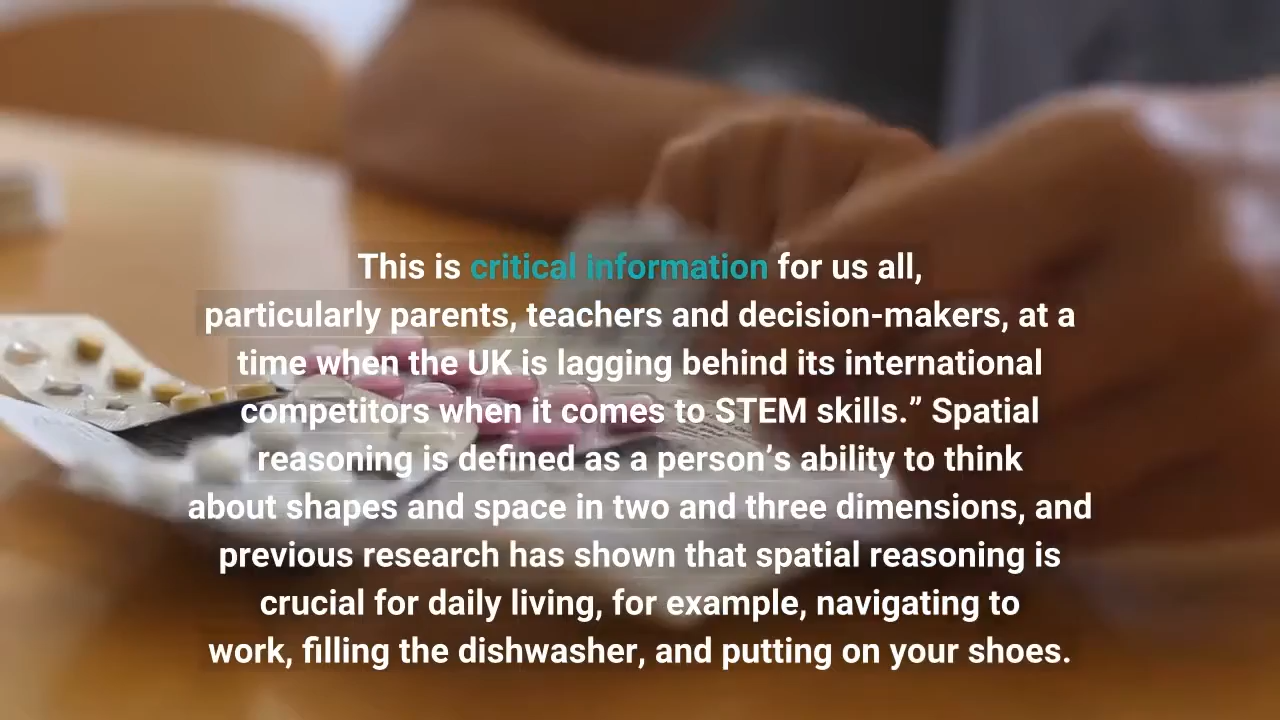 This is critical information for us all,
particularly parents, teachers and decision-makers, at a
time when the UK is lagging behind its international
competitors when it comes to STEM skills.” Spatial
reasoning is defined as a person’s ability to think
about shapes and space in two and three dimensions, and
previous research has shown that spatial reasoning is
crucial for daily living, for example, navigating to
work, filling the dishwasher, and putting on your shoes.